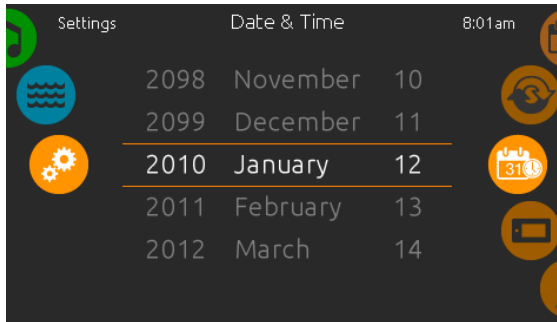 Settings Date & Time 8:01am
2098 November 10
2099 December 11
2010 January 12
31
2011 February 13
2012 March 14